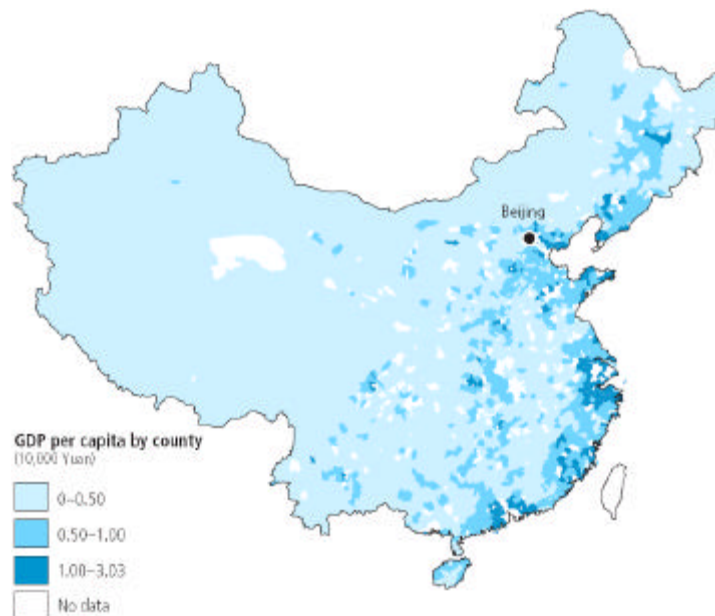 Beijing
GDP per capita by county
(10,000 Yuan)
0–0.50
0.50–1.00
1.00–3.03
No data